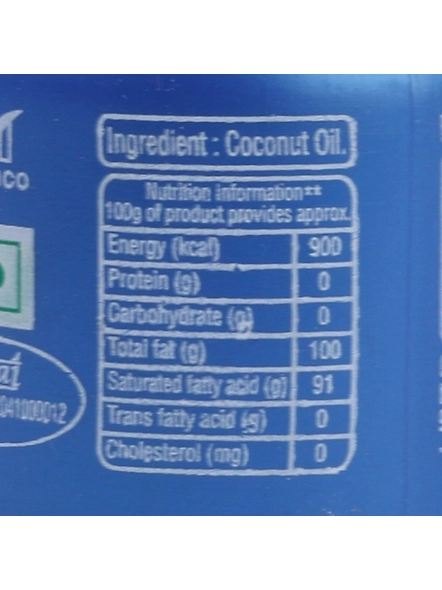 Ingredient : Coconut Oil.
Nutrition information**
100g of product provides approx.
Energy (kcal) 900
Protein (g) 0
Carbohydrate (g) 0
Total fat (g) 100
Saturated fatty acid (g) 91
Trans fatty acid (g) 0
Cholesterol (mg) 0
ICO
041000012